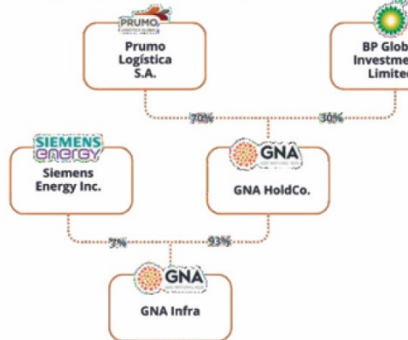 PRUMO
Prumo
Logística
S.A.
bp
BP Glob
Investme
Limite
70%
30%
SIEMENS
energy
Siemens
Energy Inc.
GNA
GNA HoldCo.
7%
93%
GNA
GNA Infra